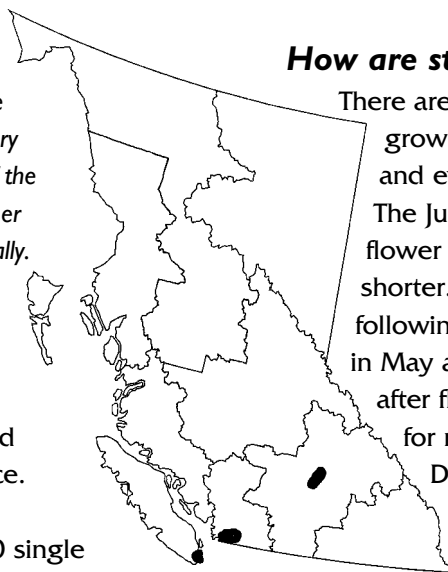 e
ry
the
er
ally.
d
ce.
0 single
How are st
There are
grow
and e
The Ju
flower
shorter.
followin
in May a
after f
for
D